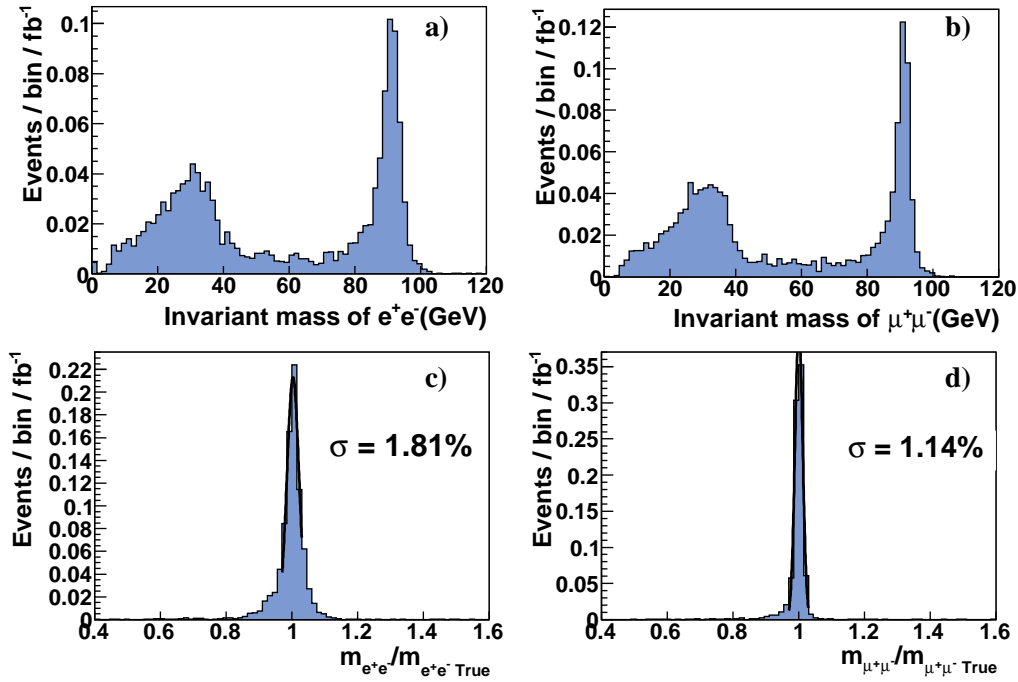 a)
Events / bin / fb⁻¹
0.1
0.08
0.06
0.04
0.02
0
0 20 40 60 80 100 120
Invariant mass of e⁺e⁻(GeV)
b)
Events / bin / fb⁻¹
0.12
0.1
0.08
0.06
0.04
0.02
0
0 20 40 60 80 100 120
Invariant mass of μ⁺μ⁻(GeV)
c)
Events / bin / fb⁻¹
0.22
0.2
0.18
0.16
0.14
0.12
0.1
0.08
0.06
0.04
0.02
0
σ = 1.81%
0.4 0.6 0.8 1 1.2 1.4 1.6
m e⁺e⁻/m e⁺e⁻ True
d)
Events / bin / fb⁻¹
0.35
0.3
0.25
0.2
0.15
0.1
0.05
0
σ = 1.14%
0.4 0.6 0.8 1 1.2 1.4 1.6
m μ⁺μ⁻/m μ⁺μ⁻ True